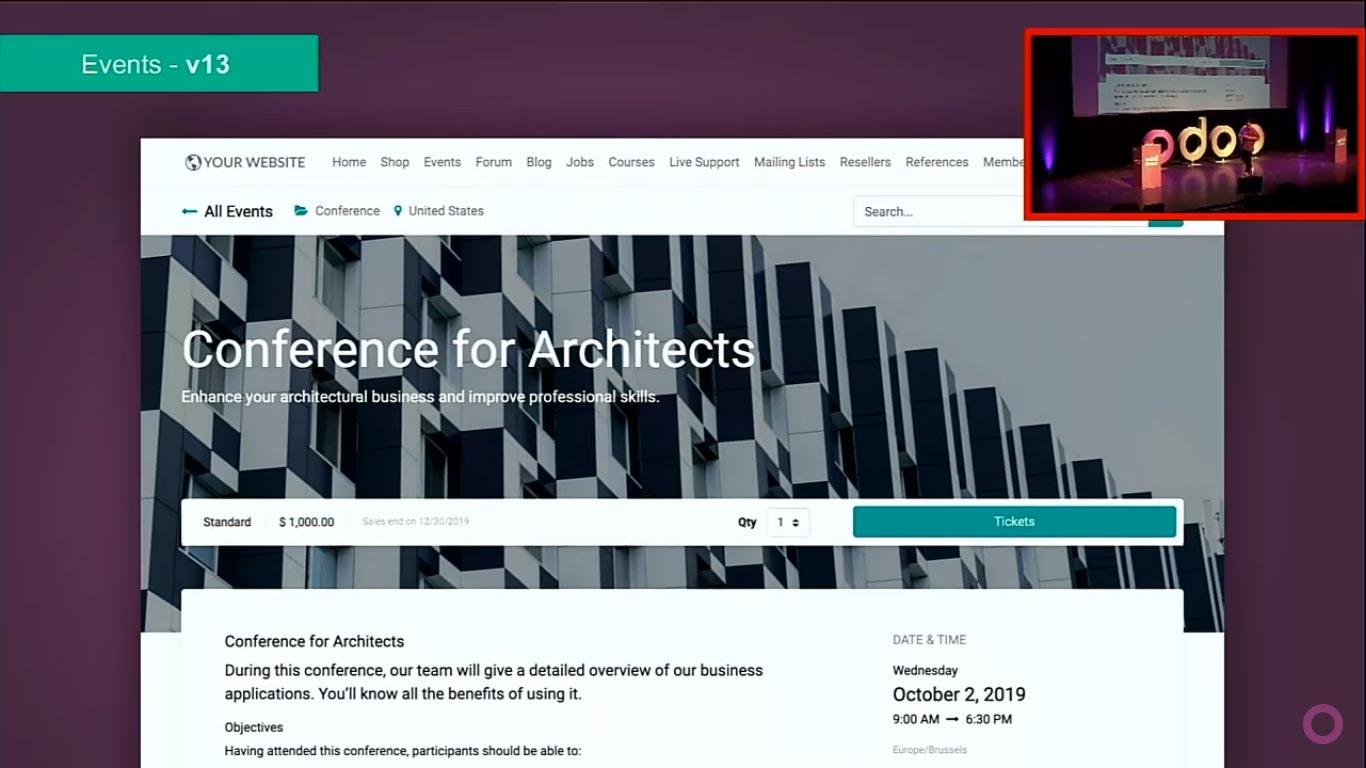 Events - v13
odoo
YOUR WEBSITE Home Shop Events Forum Blog Jobs Courses Live Support Mailing Lists Resellers References Membe
All Events Conference United States Search...
Conference for Architects
Enhance your architectural business and improve professional skills.
Standard $ 1,000.00 Sales end on 12/30/2019 Qty 1 Tickets
Conference for Architects
During this conference, our team will give a detailed overview of our business
applications. You'll know all the benefits of using it.
Objectives
Having attended this conference, participants should be able to:
DATE & TIME
Wednesday
October 2, 2019
9:00 AM → 6:30 PM
Europe/Brussels